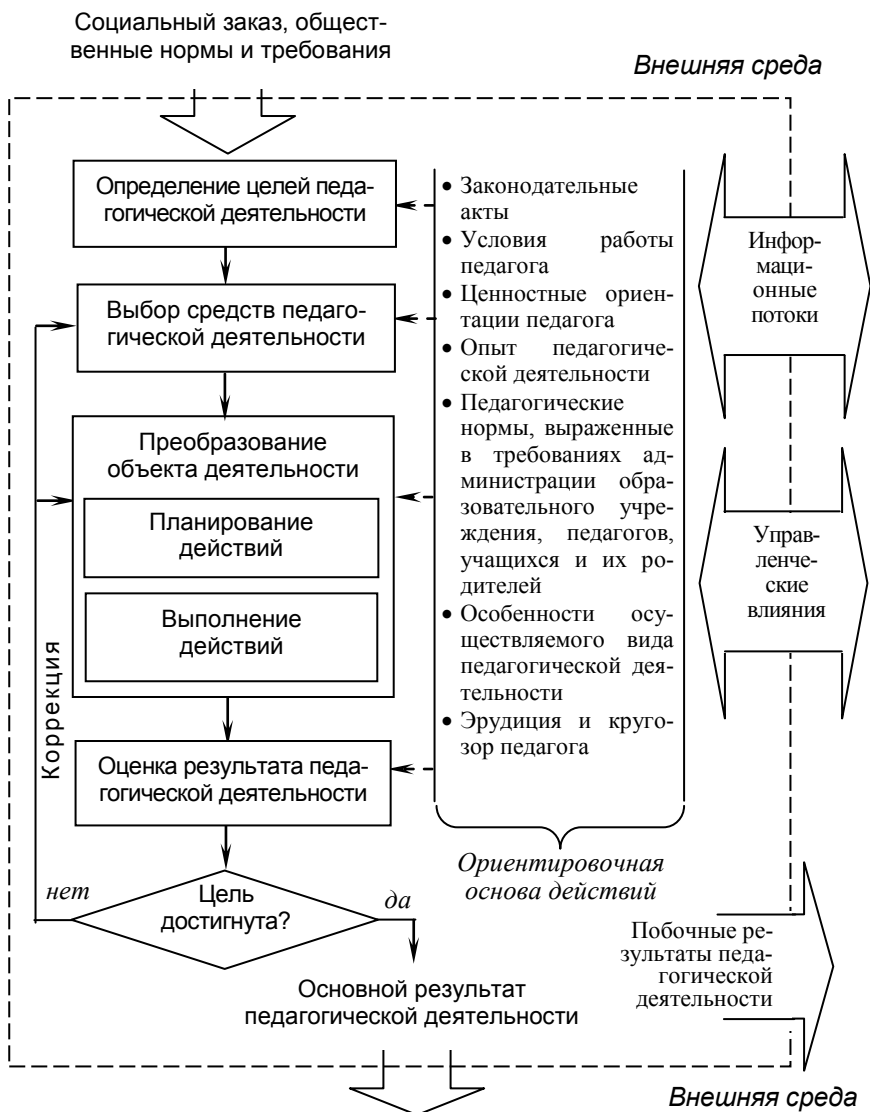 Социальный заказ, общест-
венные нормы и требования
Внешняя среда
Определение целей педа-
гогической деятельности
Выбор средств педаго-
гической деятельности
Преобразование
объекта деятельности
Планирование
действий
Выполнение
действий
Коррекция
Оценка результата педа-
гогической деятельности
нет
Цель
достигнута?
да
Основной результат
педагогической деятельности
• Законодательные
акты
• Условия работы
педагога
• Ценностные ориен-
тации педагога
• Опыт педагогиче-
ской деятельности
• Педагогические
нормы, выраженные
в требованиях ад-
министрации обра-
зовательного учре-
ждения, педагогов,
учащихся и их ро-
дителей
• Особенности осу-
ществляемого вида
педагогической дея-
тельности
• Эрудиция и круго-
зор педагога
Ориентировочная
основа действий
Инфор-
маци-
онные
потоки
Управ-
ленче-
ские
влияния
Побочные ре-
зультаты педа-
гогической
деятельности
Внешняя среда